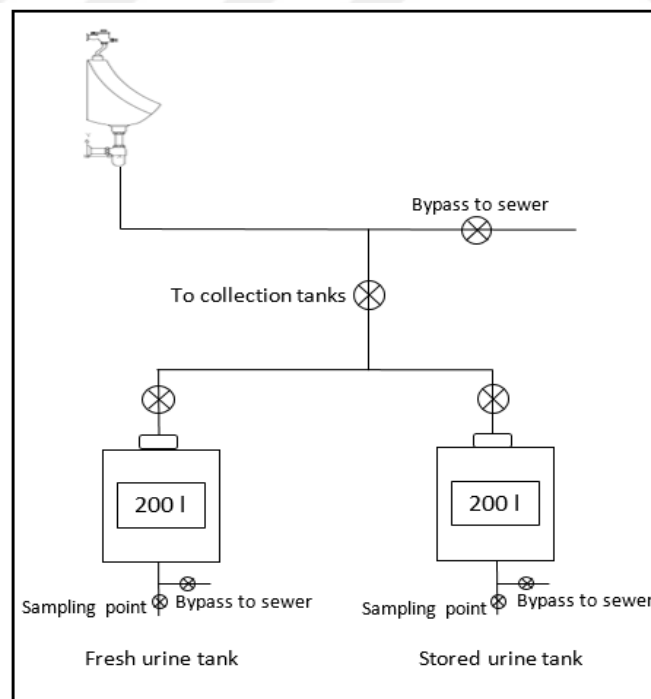 Bypass to sewer
To collection tanks
200 l
200 l
Sampling point
Bypass to sewer
Sampling point
Bypass to sewer
Fresh urine tank
Stored urine tank